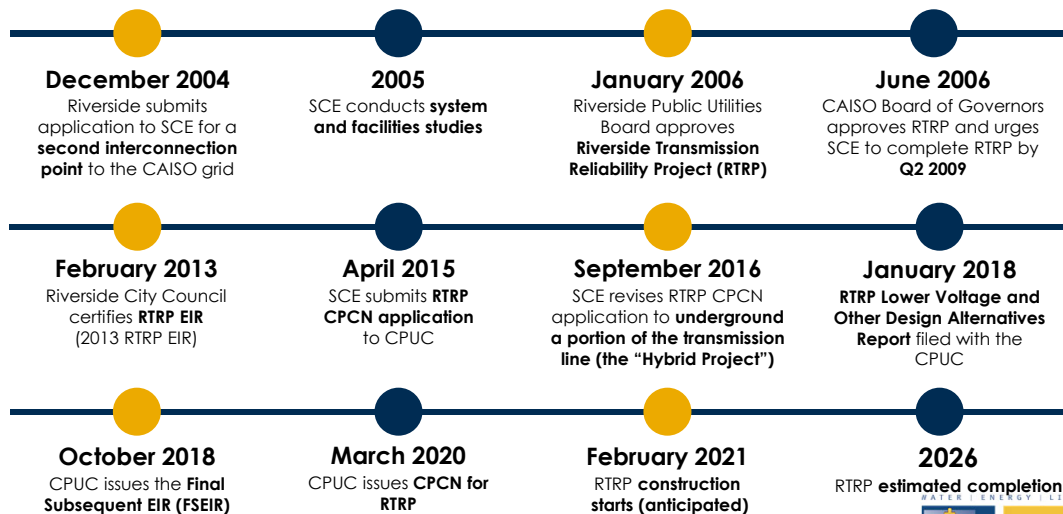 December 2004
Riverside submits
application to SCE for a
second interconnection
point to the CAISO grid
2005
SCE conducts system
and facilities studies
January 2006
Riverside Public Utilities
Board approves
Riverside Transmission
Reliability Project (RTRP)
June 2006
CAISO Board of Governors
approves RTRP and urges
SCE to complete RTRP by
Q2 2009
February 2013
Riverside City Council
certifies RTRP EIR
(2013 RTRP EIR)
April 2015
SCE submits RTRP
CPCN application
to CPUC
September 2016
SCE revises RTRP CPCN
application to underground
a portion of the transmission
line (the “Hybrid Project”)
January 2018
RTRP Lower Voltage and
Other Design Alternatives
Report filed with the
CPUC
October 2018
CPUC issues the Final
Subsequent EIR (FSEIR)
March 2020
CPUC issues CPCN for
RTRP
February 2021
RTRP construction
starts (anticipated)
2026
RTRP estimated completion
WATER | ENERGY | LI